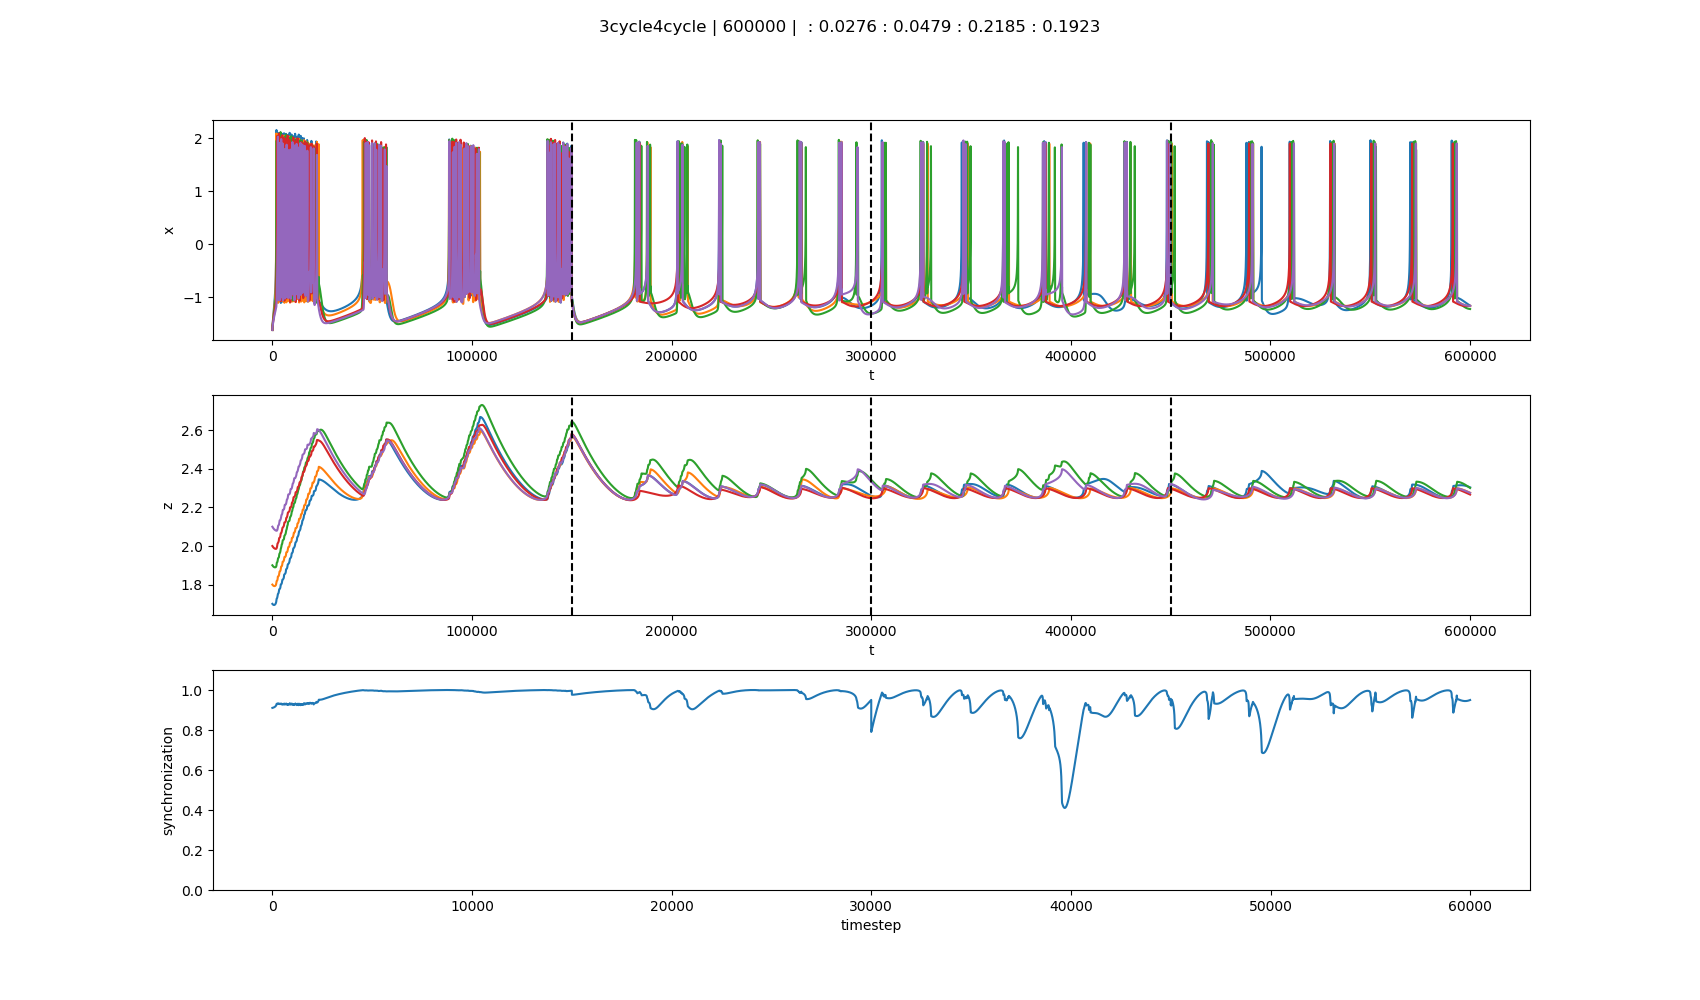 3cycle4cycle | 600000 |  : 0.0276 : 0.0479 : 0.2185 : 0.1923
2
1
0
−1
x
0 100000 200000 300000 400000 500000 600000
t
2.6
2.4
2.2
2.0
1.8
z
0 100000 200000 300000 400000 500000 600000
t
1.0
0.8
0.6
0.4
0.2
0.0
synchronization
0 10000 20000 30000 40000 50000 60000
timestep